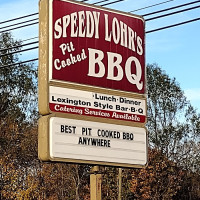 SPEEDY LOHR'S
Pit
Cooked
BBQ
·Lunch·Dinner
Lexington Style Bar·B·Q
Catering Services Available
BEST PIT COOKED BBQ
ANYWHERE